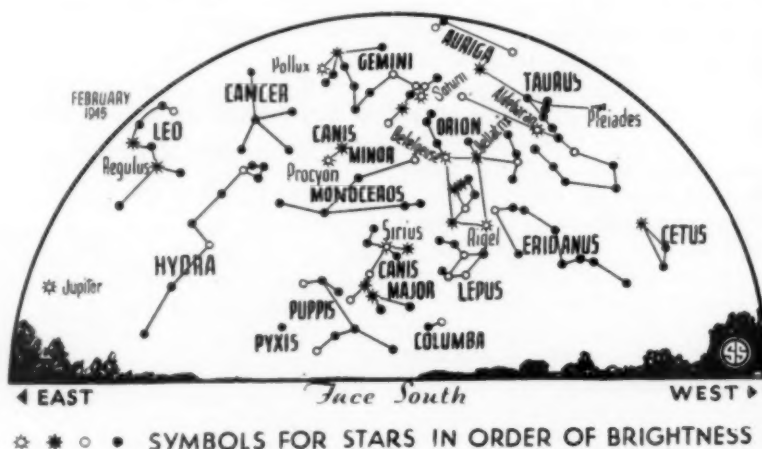 AURIGA
GEMINI
Pollux
Saturn
TAURUS
Aldebaran
Pleiades
FEBRUARY
1945
CANCER
LEO
Regulus
CANIS
MINOR
Procyon
ORION
Betelgeuse
Bellatrix
MONOCEROS
Sirius
Rigel
ERIDANUS
CETUS
HYDRA
Jupiter
CANIS
MAJOR
LEPUS
PUPPIS
PYXIS
COLUMBA
SS
EAST
Face South
WEST
SYMBOLS FOR STARS IN ORDER OF BRIGHTNESS